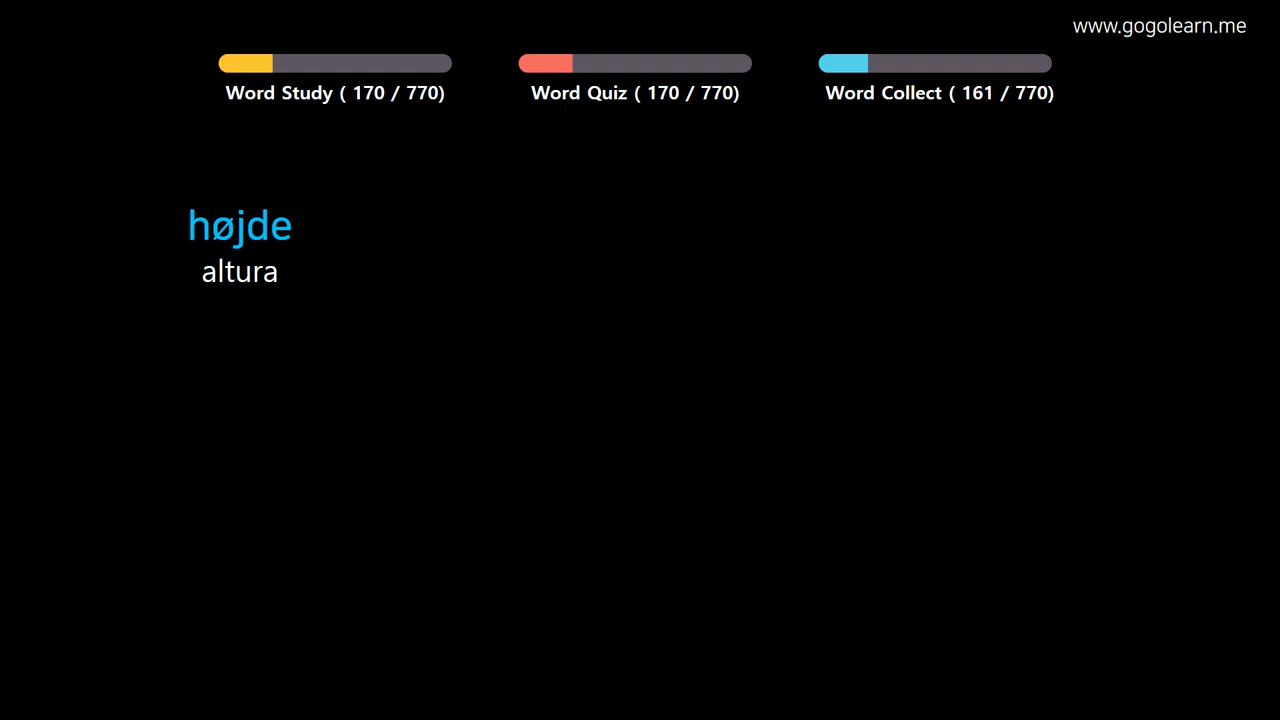 www.gogolearn.me
Word Study ( 170 / 770)
Word Quiz ( 170 / 770)
Word Collect ( 161 / 770)
højde
altura